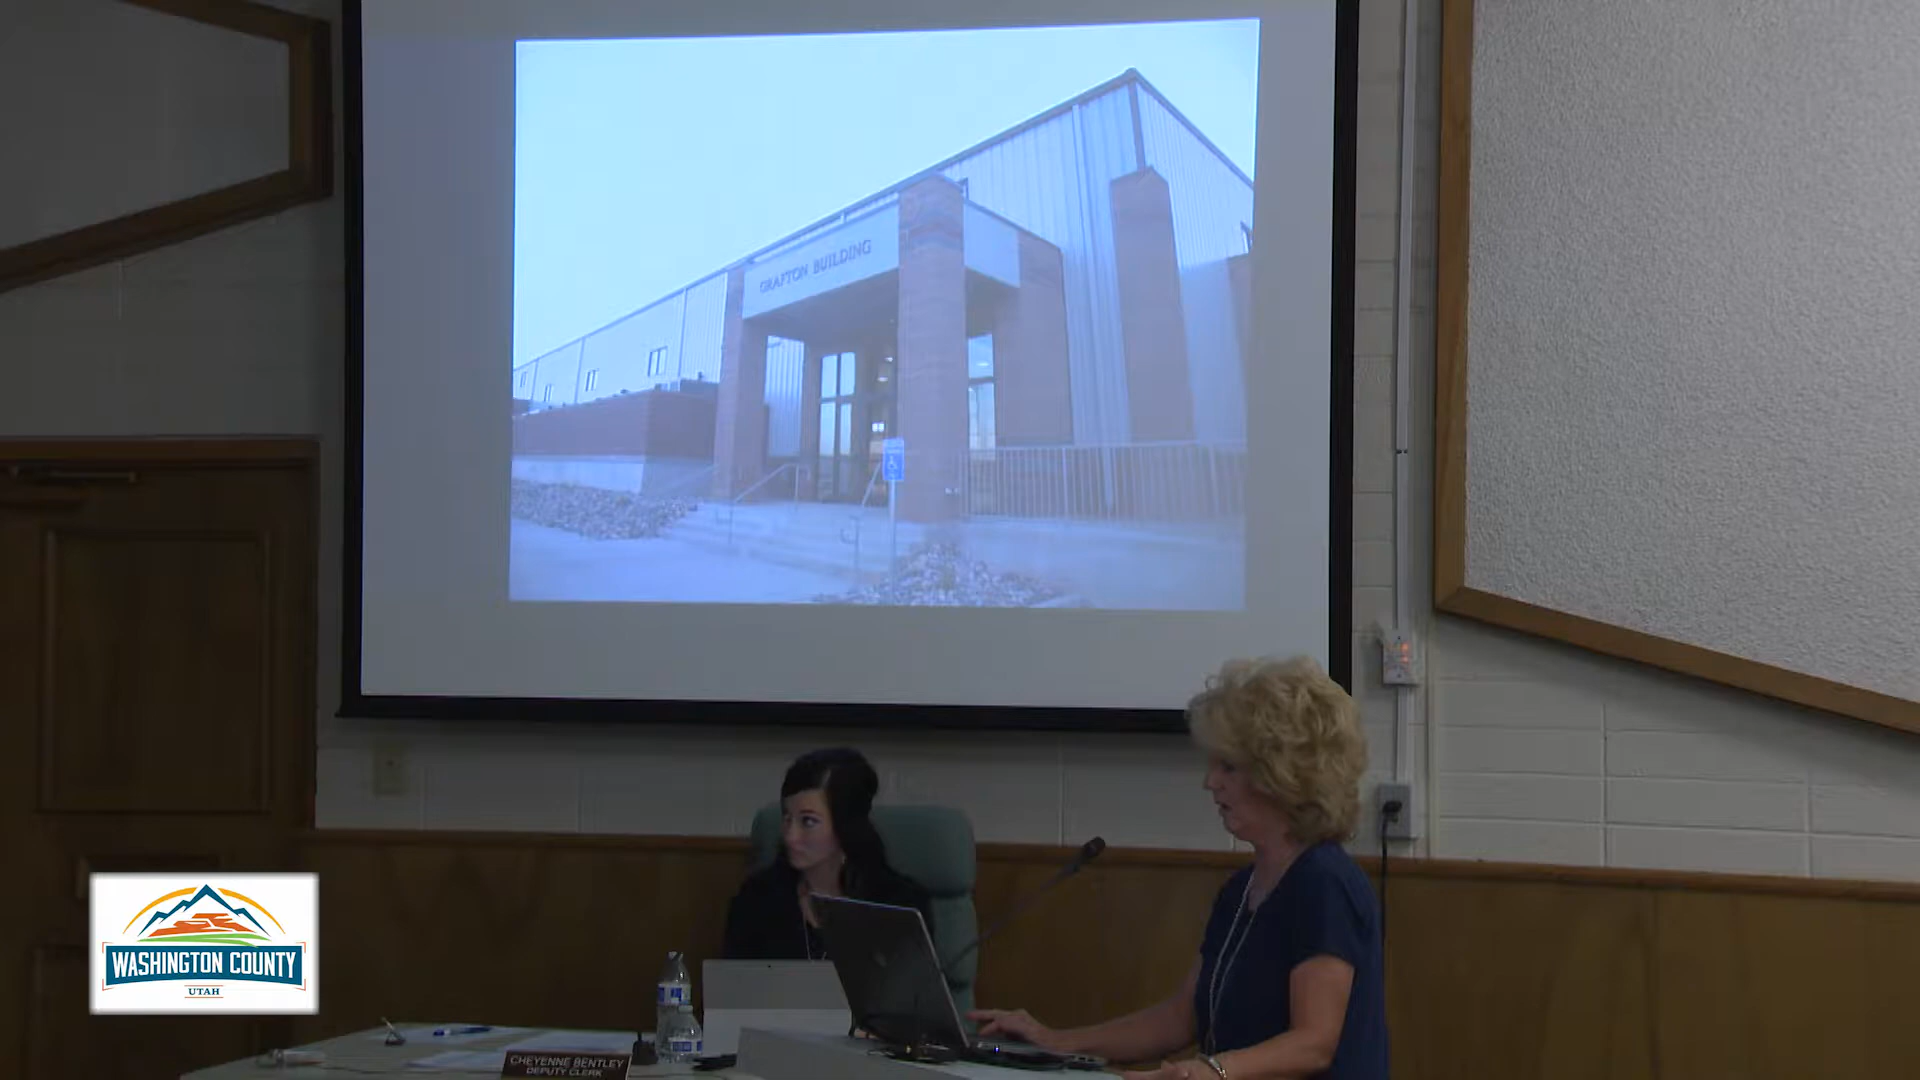 GRAFTON BUILDING
WASHINGTON COUNTY
UTAH
CHEYENNE BENTLEY
DEPUTY CLERK